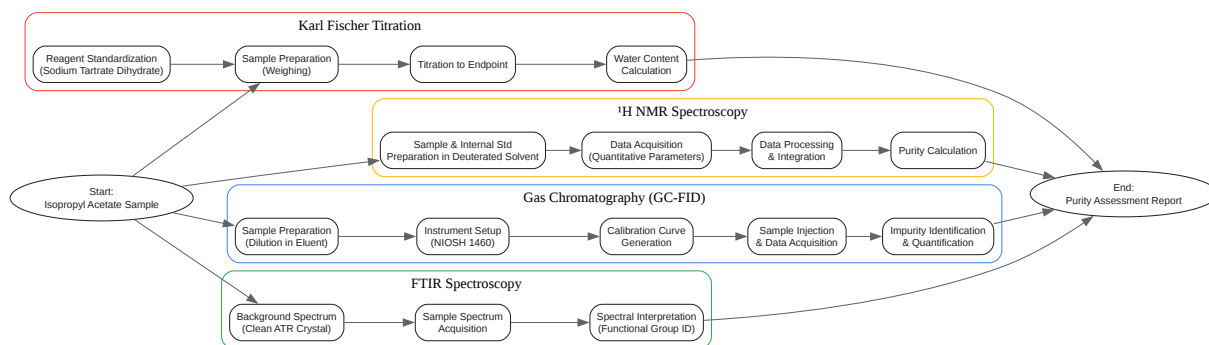 Karl Fischer Titration
Reagent Standardization
(Sodium Tartrate Dihydrate)
Sample Preparation
(Weighing)
Titration to Endpoint
Water Content
Calculation
¹H NMR Spectroscopy
Sample & Internal Std
Preparation in Deuterated Solvent
Data Acquisition
(Quantitative Parameters)
Data Processing
& Integration
Purity Calculation
Start:
Isopropyl Acetate Sample
End:
Purity Assessment Report
Gas Chromatography (GC-FID)
Sample Preparation
(Dilution in Eluent)
Instrument Setup
(NIOSH 1460)
Calibration Curve
Generation
Sample Injection
& Data Acquisition
Impurity Identification
& Quantification
FTIR Spectroscopy
Background Spectrum
(Clean ATR Crystal)
Sample Spectrum
Acquisition
Spectral Interpretation
(Functional Group ID)